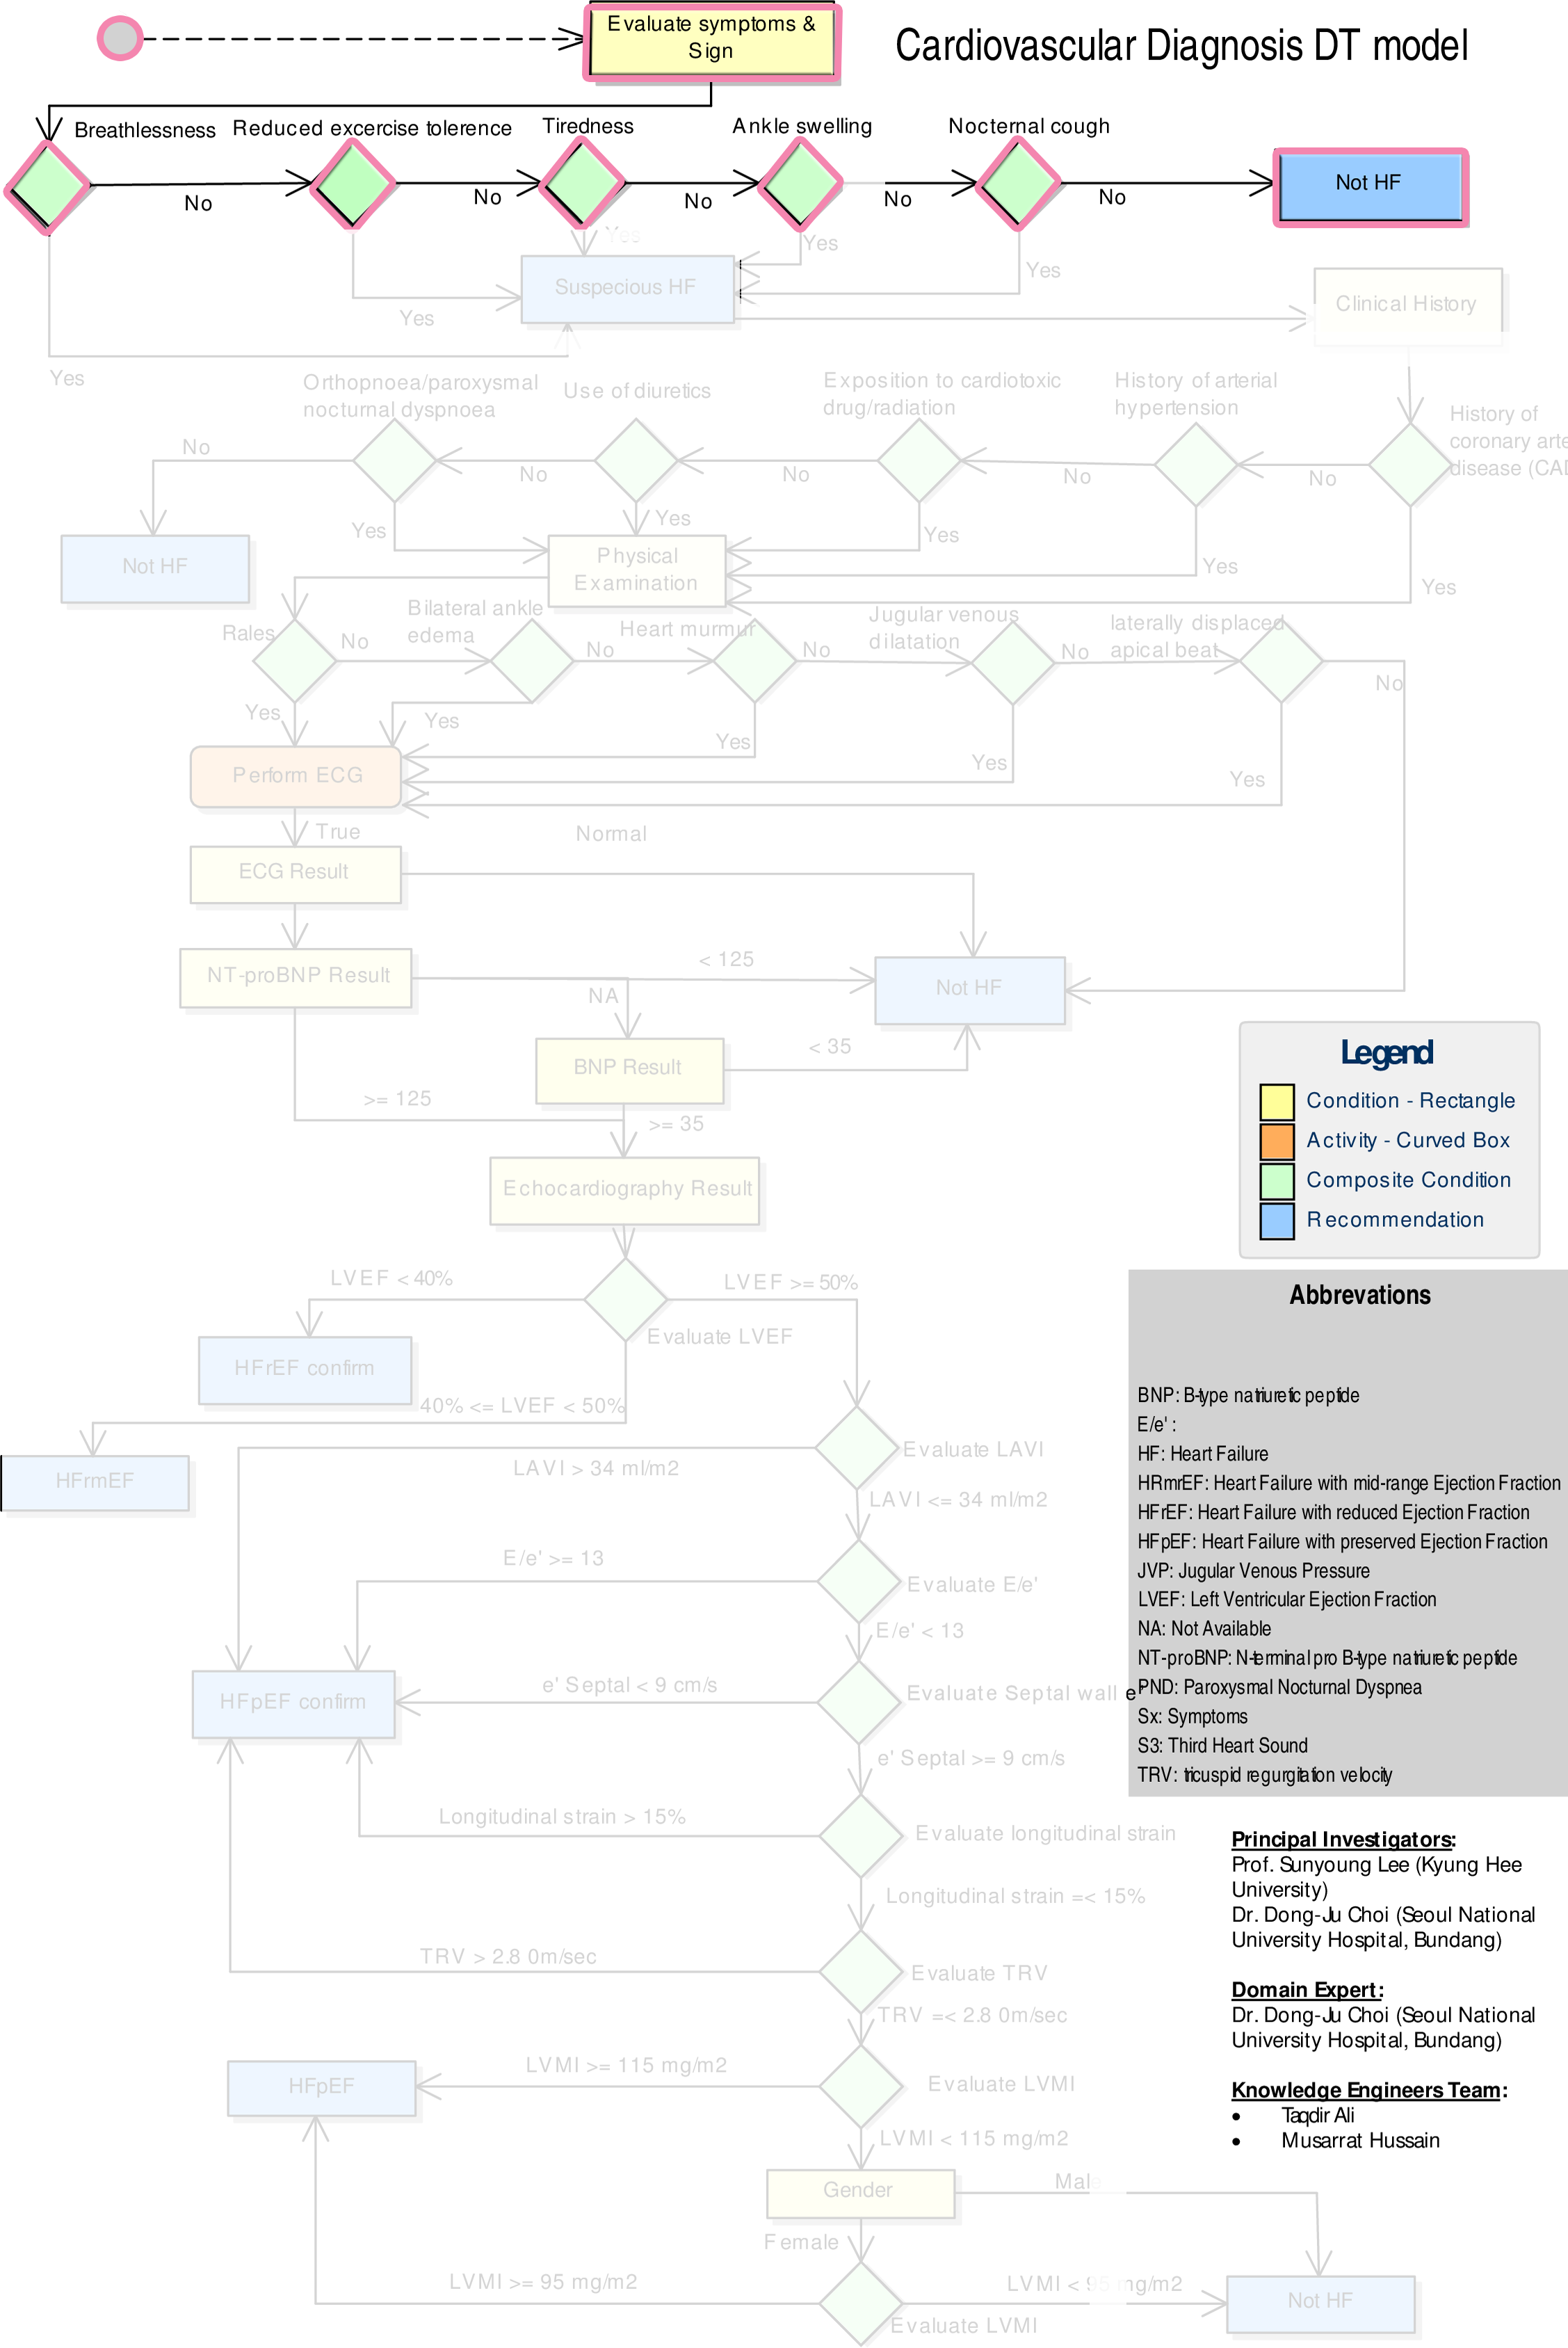 Evaluate symptoms &
Sign
Cardiovascular Diagnosis DT model
Breathlessness
Reduced excercise tolerence
Tiredness
Ankle swelling
Nocternal cough
No
No
No
No
No
Not HF
Yes
Yes
Yes
Yes
Yes
Suspecious HF
Clinical History
Orthopnoea/paroxysmal
nocturnal dyspnoea
Use of diuretics
Exposition to cardiotoxic
drug/radiation
History of arterial
hypertension
History of
coronary arte
disease (CAD
No
No
No
No
No
Yes
Yes
Yes
Yes
Yes
Not HF
Physical
Examination
Rales
Bilateral ankle
edema
Heart murmur
Jugular venous
dilatation
laterally displaced
apical beat
No
No
No
No
No
Yes
Yes
Yes
Yes
Yes
Perform ECG
True
Normal
ECG Result
NT-proBNP Result
< 125
NA
Not HF
BNP Result
< 35
>= 125
>= 35
Echocardiography Result
Legend
Condition - Rectangle
Activity - Curved Box
Composite Condition
Recommendation
LVEF < 40%
LVEF >= 50%
Evaluate LVEF
HFrEF confirm
40% <= LVEF < 50%
HFrmEF
Evaluate LAVI
LAVI > 34 ml/m2
LAVI <= 34 ml/m2
E/e' >= 13
Evaluate E/e'
E/e' < 13
HFpEF confirm
e' Septal < 9 cm/s
Evaluate Septal wall e'
e' Septal >= 9 cm/s
Longitudinal strain > 15%
Evaluate longitudinal strain
Longitudinal strain =< 15%
TRV > 2.8 0m/sec
Evaluate TRV
TRV =< 2.8 0m/sec
HFpEF
LVMI >= 115 mg/m2
Evaluate LVMI
LVMI < 115 mg/m2
Gender
Male
Female
LVMI >= 95 mg/m2
LVMI < 95 mg/m2
Evaluate LVMI
Not HF
Abbrevations
BNP: B-type natriuretic peptide
E/e' :
HF: Heart Failure
HRmrEF: Heart Failure with mid-range Ejection Fraction
HFrEF: Heart Failure with reduced Ejection Fraction
HFpEF: Heart Failure with preserved Ejection Fraction
JVP: Jugular Venous Pressure
LVEF: Left Ventricular Ejection Fraction
NA: Not Available
NT-proBNP: N-terminal pro B-type natriuretic peptide
PND: Paroxysmal Nocturnal Dyspnea
Sx: Symptoms
S3: Third Heart Sound
TRV: tricuspid regurgitation velocity
Principal Investigators:
Prof. Sunyoung Lee (Kyung Hee
University)
Dr. Dong-Ju Choi (Seoul National
University Hospital, Bundang)
Domain Expert:
Dr. Dong-Ju Choi (Seoul National
University Hospital, Bundang)
Knowledge Engineers Team:
• Taqdir Ali
• Musarrat Hussain